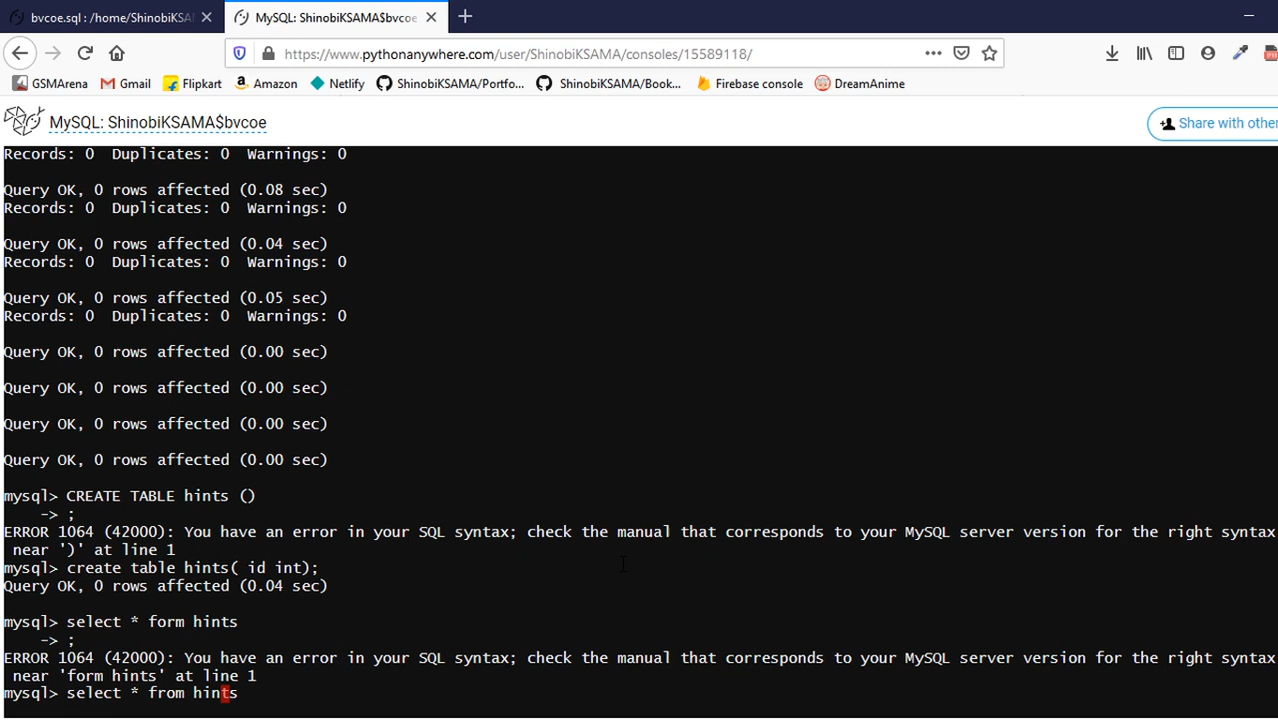 bvcoe.sql : /home/ShinobiKSA
MySQL: ShinobiKSAMA$bvcoe
https://www.pythonanywhere.com/user/ShinobiKSAMA/consoles/15589118/
GSMArena Gmail Flipkart Amazon Netlify ShinobiKSAMA/Portfo... ShinobiKSAMA/Book... Firebase console DreamAnime
MySQL: ShinobiKSAMA$bvcoe
Share with other
Records: 0 Duplicates: 0 Warnings: 0
Query OK, 0 rows affected (0.08 sec)
Records: 0 Duplicates: 0 Warnings: 0
Query OK, 0 rows affected (0.04 sec)
Records: 0 Duplicates: 0 Warnings: 0
Query OK, 0 rows affected (0.05 sec)
Records: 0 Duplicates: 0 Warnings: 0
Query OK, 0 rows affected (0.00 sec)
Query OK, 0 rows affected (0.00 sec)
Query OK, 0 rows affected (0.00 sec)
Query OK, 0 rows affected (0.00 sec)
mysql> CREATE TABLE hints ()
-> ;
ERROR 1064 (42000): You have an error in your SQL syntax; check the manual that corresponds to your MySQL server version for the right syntax
near ')' at line 1
mysql> create table hints( id int);
Query OK, 0 rows affected (0.04 sec)
mysql> select * form hints
-> ;
ERROR 1064 (42000): You have an error in your SQL syntax; check the manual that corresponds to your MySQL server version for the right syntax
near 'form hints' at line 1
mysql> select * from hints